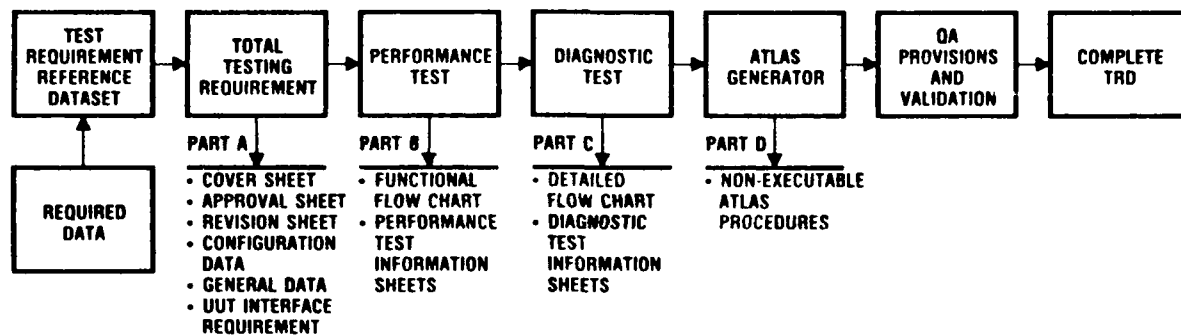 TEST
REQUIREMENT
REFERENCE
DATASET
TOTAL
TESTING
REQUIREMENT
PERFORMANCE
TEST
DIAGNOSTIC
TEST
ATLAS
GENERATOR
QA
PROVISIONS
AND
VALIDATION
COMPLETE
TRD
REQUIRED
DATA
PART A
• COVER SHEET
• APPROVAL SHEET
• REVISION SHEET
• CONFIGURATION
DATA
• GENERAL DATA
• UUT INTERFACE
REQUIREMENT
PART B
• FUNCTIONAL
FLOW CHART
• PERFORMANCE
TEST
INFORMATION
SHEETS
PART C
• DETAILED
FLOW CHART
• DIAGNOSTIC
TEST
INFORMATION
SHEETS
PART D
• NON-EXECUTABLE
ATLAS
PROCEDURES